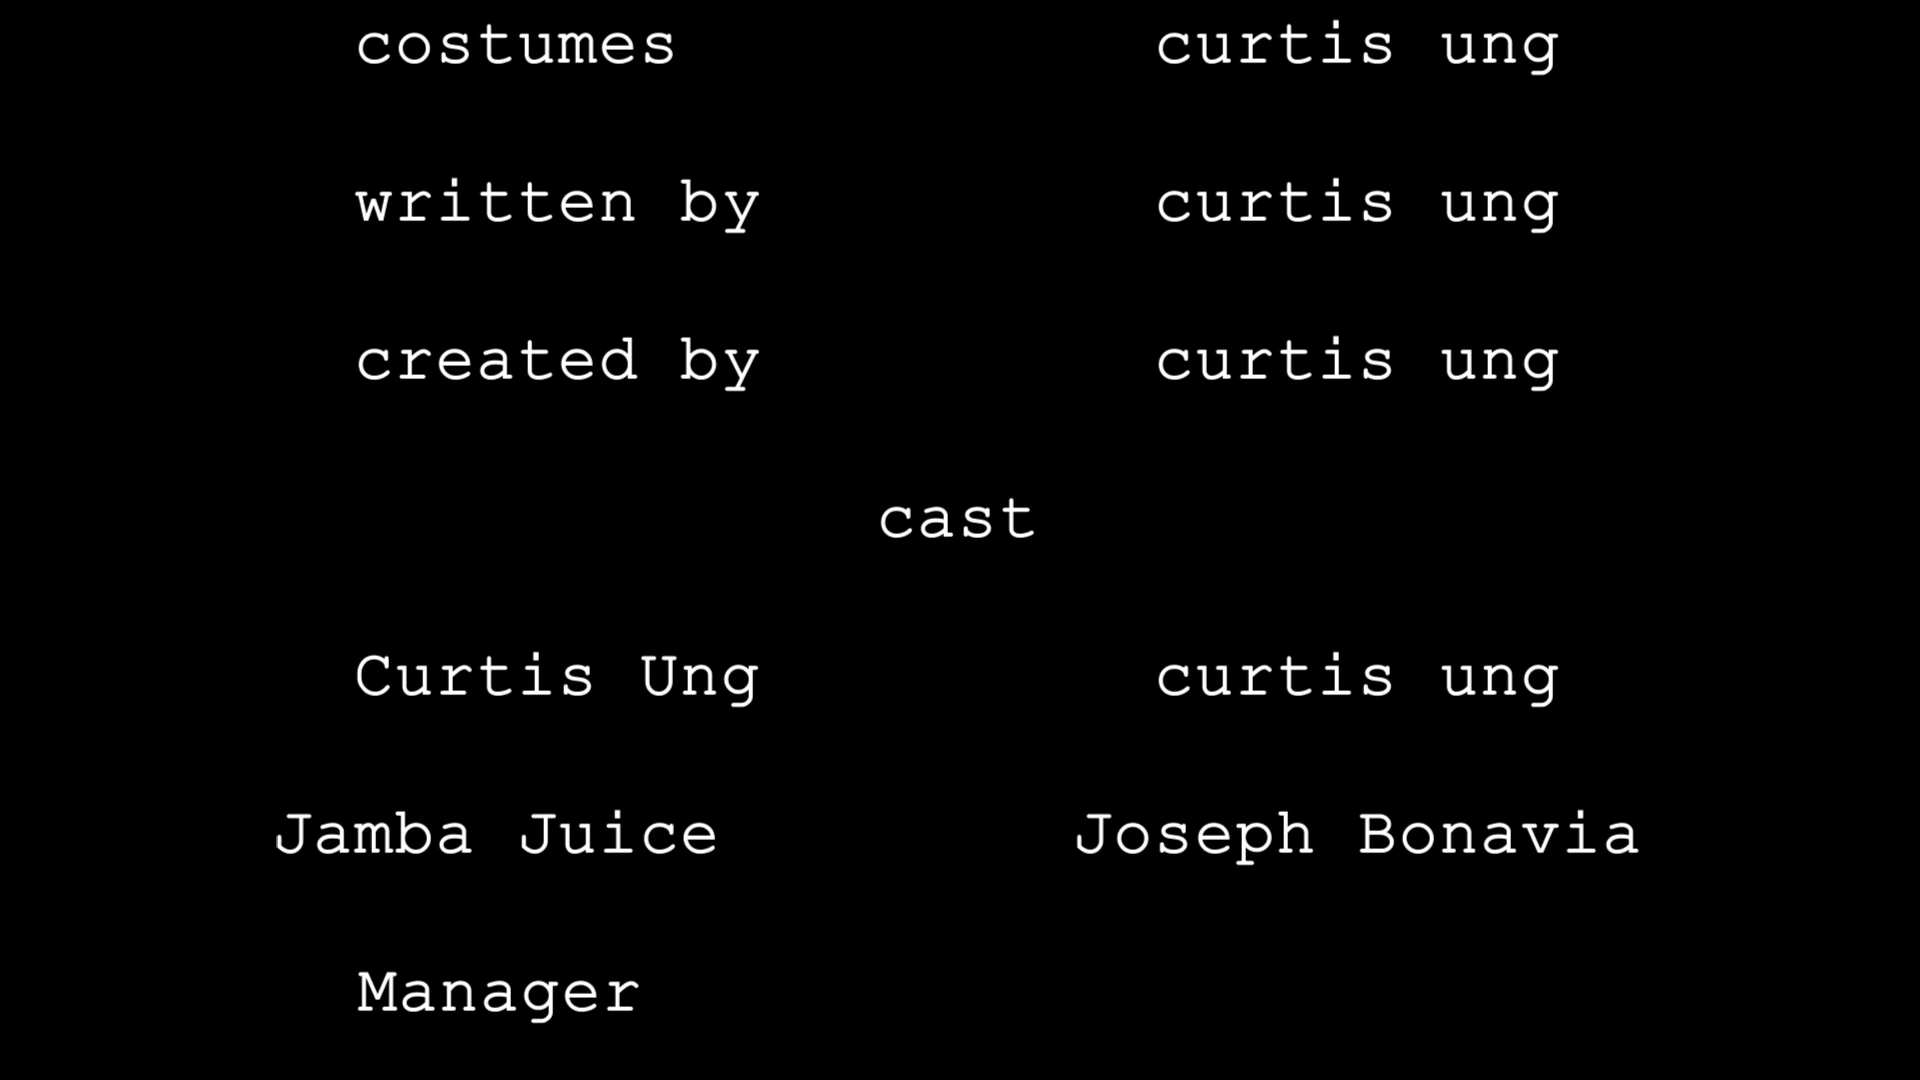 costumes curtis ung
written by curtis ung
created by curtis ung
cast
Curtis Ung curtis ung
Jamba Juice Joseph Bonavia
Manager